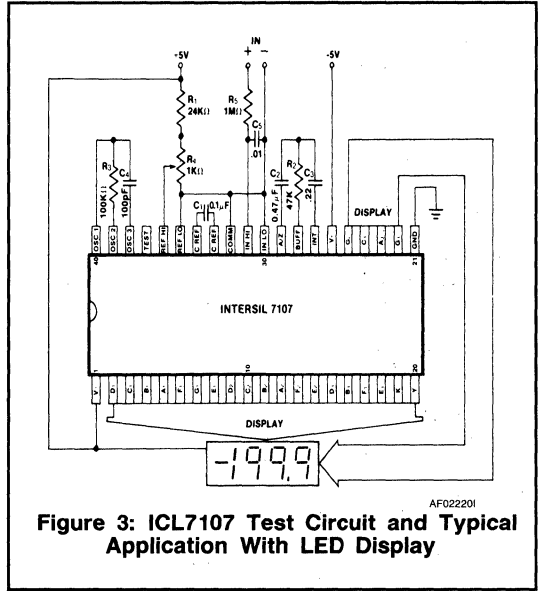 IN
-5V + − -5V
R1
24KΩ
R5
1MΩ
C5
.01
R4
1KΩ
R3
100KΩ
C4
100pF
C1 0.1µF
C2
0.47µF
R2
47K
C3
.22
DISPLAY
OSC 1 OSC 2 OSC 3 TEST REF HI REF LO C REF C REF COMM IN HI IN LO A/Z BUFF INT V- G2 C3 A3 G3 GND
40 30 21
INTERSIL 7107
1 10 20
V+ D1 C1 B1 A1 F1 G1 E1 D2 C2 B2 A2 F2 E2 D3 B3 F3 E3 K Y
DISPLAY
-199.9
AF02220I
Figure 3: ICL7107 Test Circuit and Typical
Application With LED Display